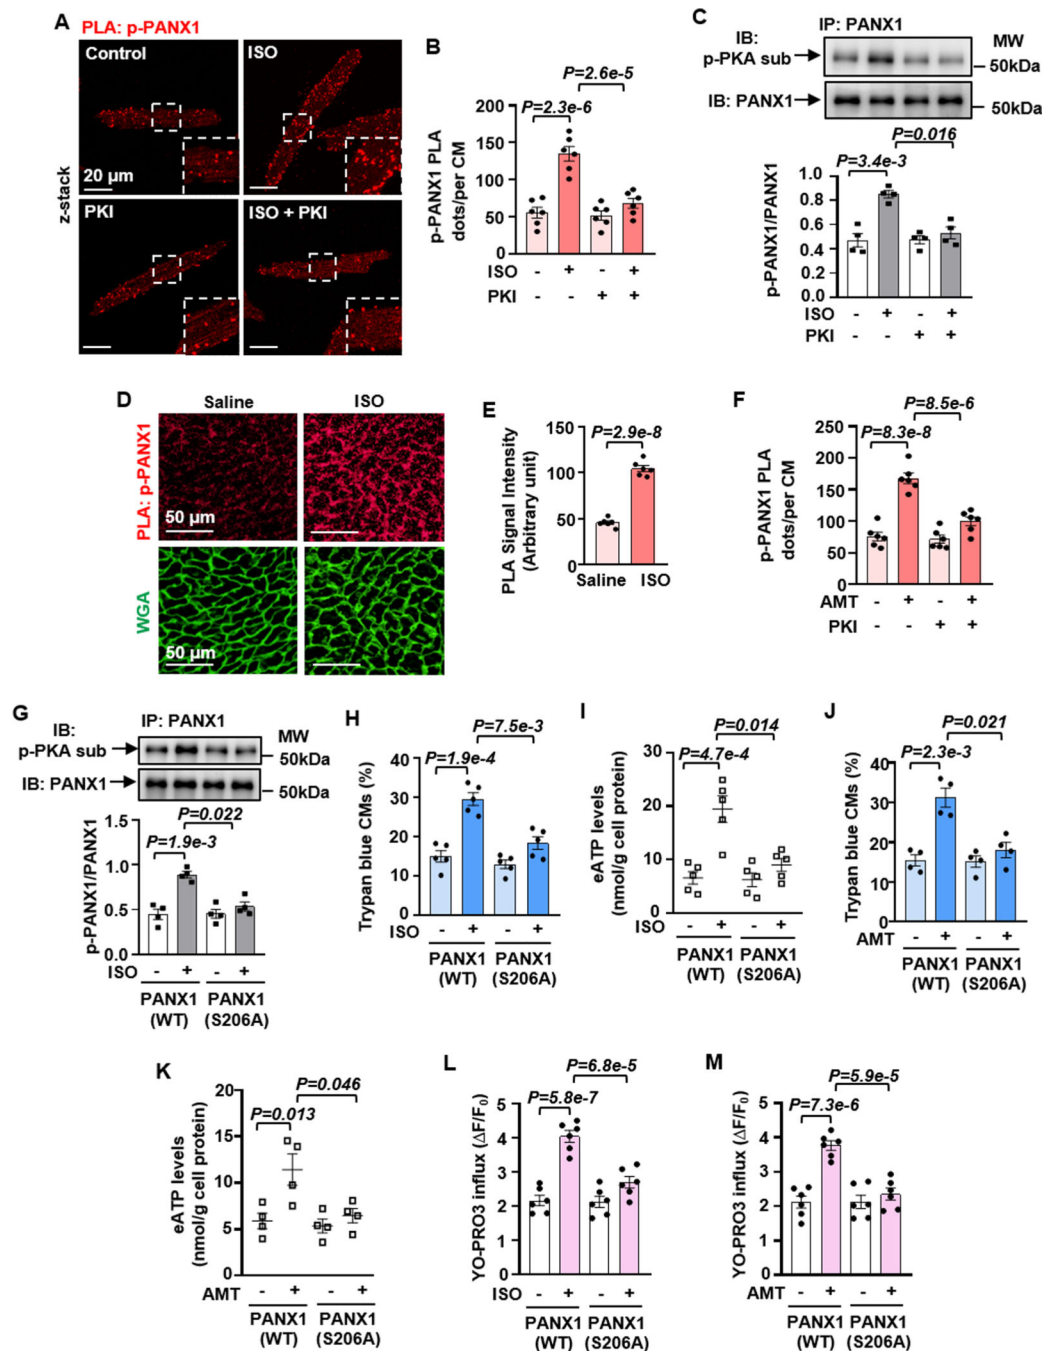 A
PLA: p-PANX1
Control
ISO
20 µm
z-stack
PKI
ISO + PKI
B
P=2.6e-5
P=2.3e-6
p-PANX1 PLA
dots/per CM
200
150
100
50
0
ISO - + - +
PKI - - + +
C
IP: PANX1
IB:
p-PKA sub
MW
50kDa
IB: PANX1
50kDa
P=0.016
P=3.4e-3
p-PANX1/PANX1
1.0
0.8
0.6
0.4
0.2
0.0
ISO - + - +
PKI - - + +
D
Saline
ISO
PLA: p-PANX1
50 µm
WGA
50 µm
E
P=2.9e-8
PLA Signal Intensity
(Arbitrary unit)
150
100
50
0
Saline ISO
F
P=8.5e-6
P=8.3e-8
p-PANX1 PLA
dots/per CM
250
200
150
100
50
0
AMT - + - +
PKI - - + +
G
IP: PANX1
IB:
p-PKA sub
MW
50kDa
IB: PANX1
50kDa
P=0.022
P=1.9e-3
p-PANX1/PANX1
1.5
1.0
0.5
0.0
ISO - + - +
PANX1 PANX1
(WT) (S206A)
H
P=7.5e-3
P=1.9e-4
Trypan blue CMs (%)
40
30
20
10
0
ISO - + - +
PANX1 PANX1
(WT) (S206A)
I
P=0.014
P=4.7e-4
eATP levels
(nmol/g cell protein)
30
20
10
0
ISO - + - +
PANX1 PANX1
(WT) (S206A)
J
P=0.021
P=2.3e-3
Trypan blue CMs (%)
40
30
20
10
0
AMT - + - +
PANX1 PANX1
(WT) (S206A)
K
P=0.046
P=0.013
eATP levels
(nmol/g cell protein)
20
15
10
5
0
AMT - + - +
PANX1 PANX1
(WT) (S206A)
L
P=6.8e-5
P=5.8e-7
YO-PRO3 influx (ΔF/F₀)
5
4
3
2
1
0
ISO - + - +
PANX1 PANX1
(WT) (S206A)
M
P=5.9e-5
P=7.3e-6
YO-PRO3 influx (ΔF/F₀)
5
4
3
2
1
0
AMT - + - +
PANX1 PANX1
(WT) (S206A)